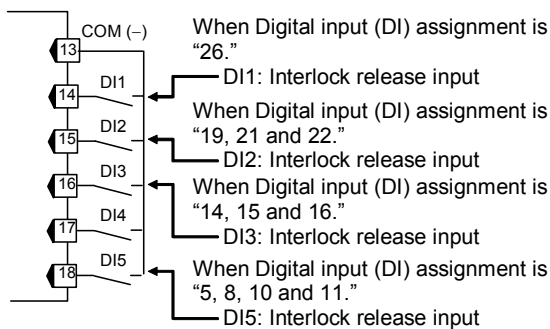 COM (−)
13
14
DI1
15
DI2
16
DI3
17
DI4
18
DI5
When Digital input (DI) assignment is
“26.”
DI1: Interlock release input
When Digital input (DI) assignment is
“19, 21 and 22.”
DI2: Interlock release input
When Digital input (DI) assignment is
“14, 15 and 16.”
DI3: Interlock release input
When Digital input (DI) assignment is
“5, 8, 10 and 11.”
DI5: Interlock release input